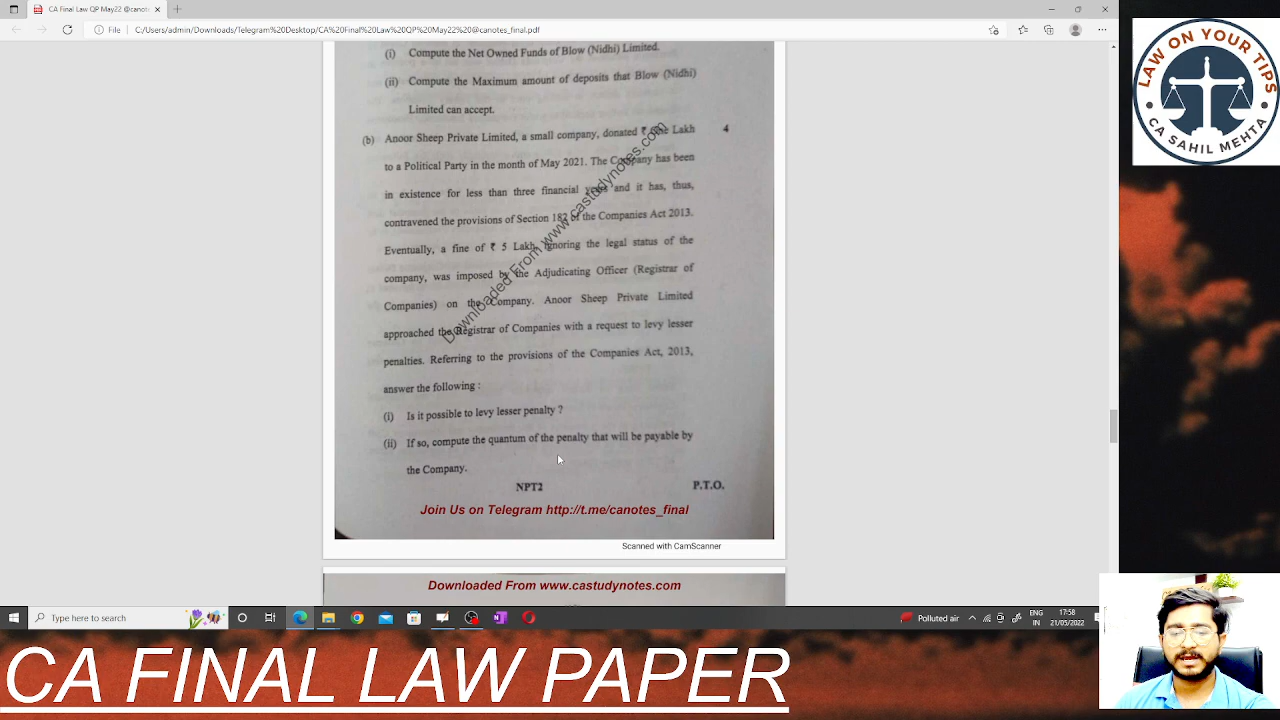 CA Final Law QP May22 @canote
File
C:/Users/admin/Downloads/Telegram%20Desktop/CA%20Final%20Law%20QP%20May22%20@canotes_final.pdf
(i) Compute the Net Owned Funds of Blow (Nidhi) Limited.
(ii) Compute the Maximum amount of deposits that Blow (Nidhi)
Limited can accept.
(b) Anoor Sheep Private Limited, a small company, donated ₹ One Lakh 4
to a Political Party in the month of May 2021. The Company has been
in existence for less than three financial years and it has, thus,
contravened the provisions of Section 182 of the Companies Act 2013.
Eventually, a fine of ₹ 5 Lakh, ignoring the legal status of the
company, was imposed by the Adjudicating Officer (Registrar of
Companies) on the Company. Anoor Sheep Private Limited
approached the Registrar of Companies with a request to levy lesser
penalties. Referring to the provisions of the Companies Act, 2013,
answer the following :
(i) Is it possible to levy lesser penalty ?
(ii) If so, compute the quantum of the penalty that will be payable by
the Company.
NPT2 P.T.O.
Downloaded From www.castudynotes.com
Join Us on Telegram http://t.me/canotes_final
Scanned with CamScanner
Downloaded From www.castudynotes.com
Type here to search
Polluted air
ENG
IN
17:58
21/05/2022
LAW ON YOUR TIPS
CA SAHIL MEHTA
CA FINAL LAW PAPER